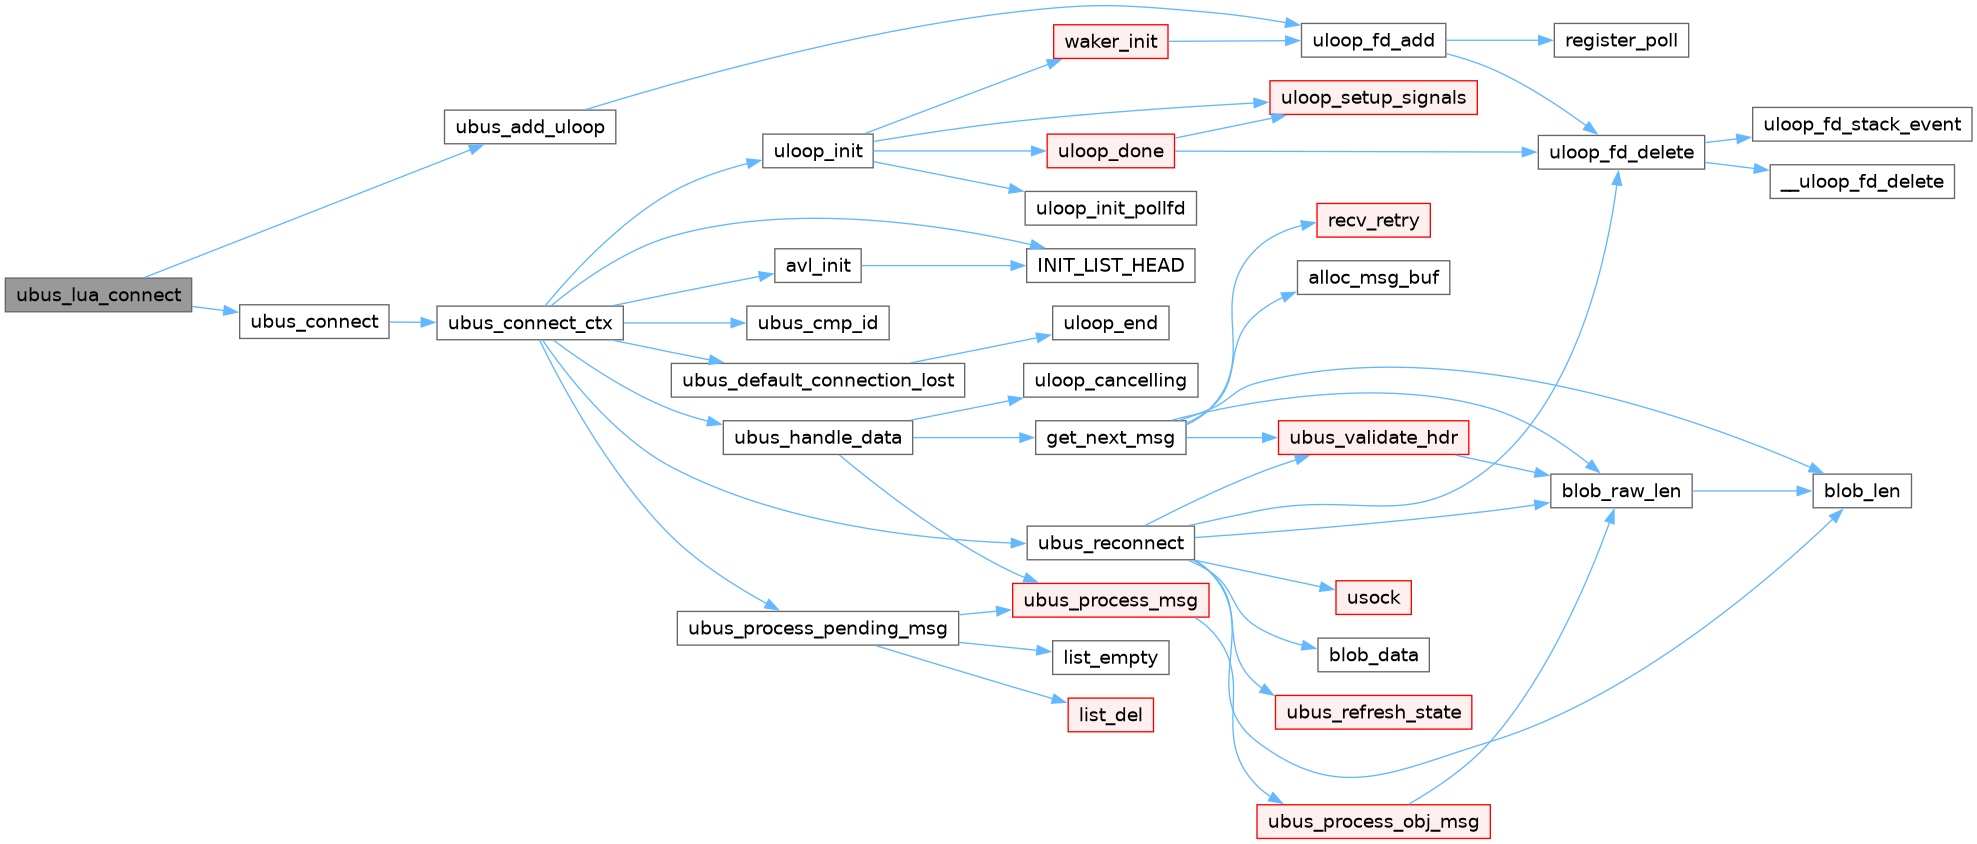 waker_init
uloop_fd_add
register_poll
uloop_setup_signals
ubus_add_uloop
uloop_fd_stack_event
uloop_init
uloop_done
uloop_fd_delete
__uloop_fd_delete
uloop_init_pollfd
recv_retry
avl_init
INIT_LIST_HEAD
alloc_msg_buf
ubus_lua_connect
ubus_connect
ubus_connect_ctx
ubus_cmp_id
uloop_end
ubus_default_connection_lost
uloop_cancelling
ubus_handle_data
get_next_msg
ubus_validate_hdr
blob_raw_len
blob_len
ubus_reconnect
ubus_process_msg
usock
ubus_process_pending_msg
list_empty
blob_data
list_del
ubus_refresh_state
ubus_process_obj_msg